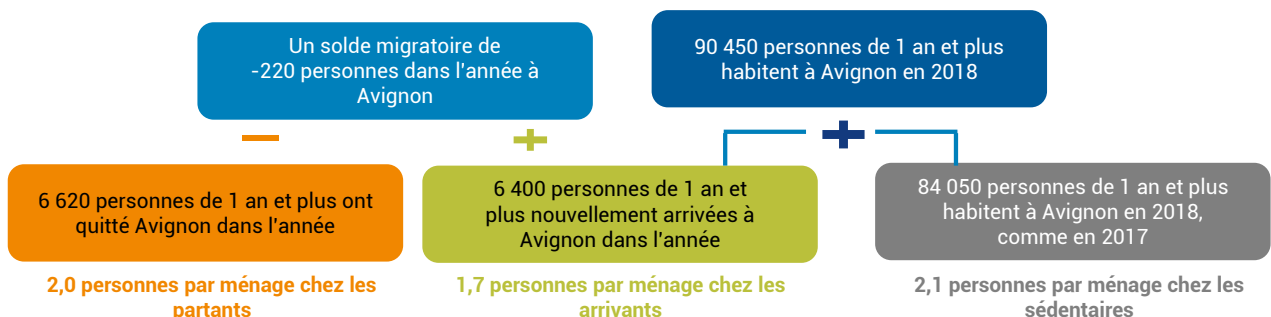 Un solde migratoire de
-220 personnes dans l'année à
Avignon
90 450 personnes de 1 an et plus
habitent à Avignon en 2018
6 620 personnes de 1 an et plus ont
quitté Avignon dans l'année
6 400 personnes de 1 an et
plus nouvellement arrivées à
Avignon dans l'année
84 050 personnes de 1 an et plus
habitent à Avignon en 2018,
comme en 2017
2,0 personnes par ménage chez les
partants
1,7 personnes par ménage chez les
arrivants
2,1 personnes par ménage chez les
sédentaires